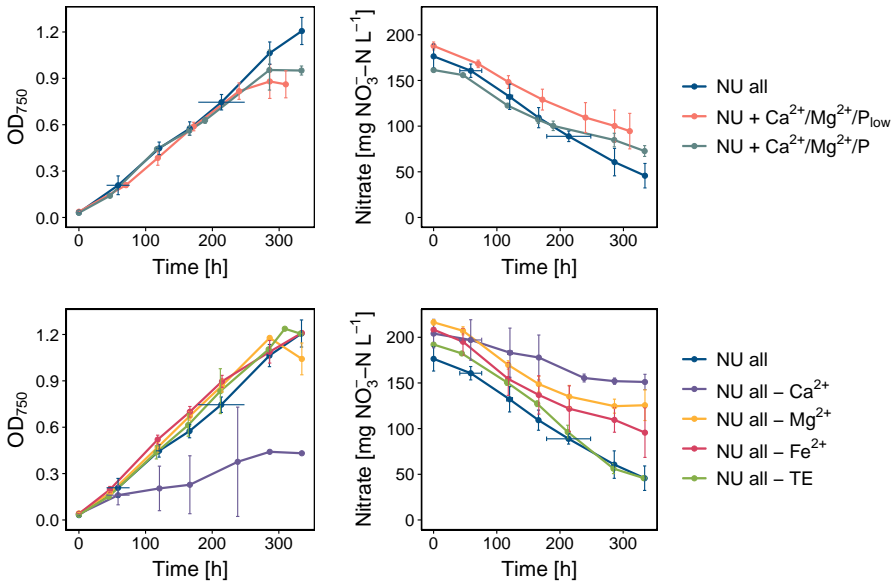 OD750
1.2
0.9
0.6
0.3
0.0
0 100 200 300
Time [h]
Nitrate [mg NO₃⁻–N L⁻¹]
200
150
100
50
0
0 100 200 300
Time [h]
NU all
NU + Ca²⁺/Mg²⁺/Plow
NU + Ca²⁺/Mg²⁺/P
OD750
1.2
0.9
0.6
0.3
0.0
0 100 200 300
Time [h]
Nitrate [mg NO₃⁻–N L⁻¹]
200
150
100
50
0
0 100 200 300
Time [h]
NU all
NU all – Ca²⁺
NU all – Mg²⁺
NU all – Fe²⁺
NU all – TE